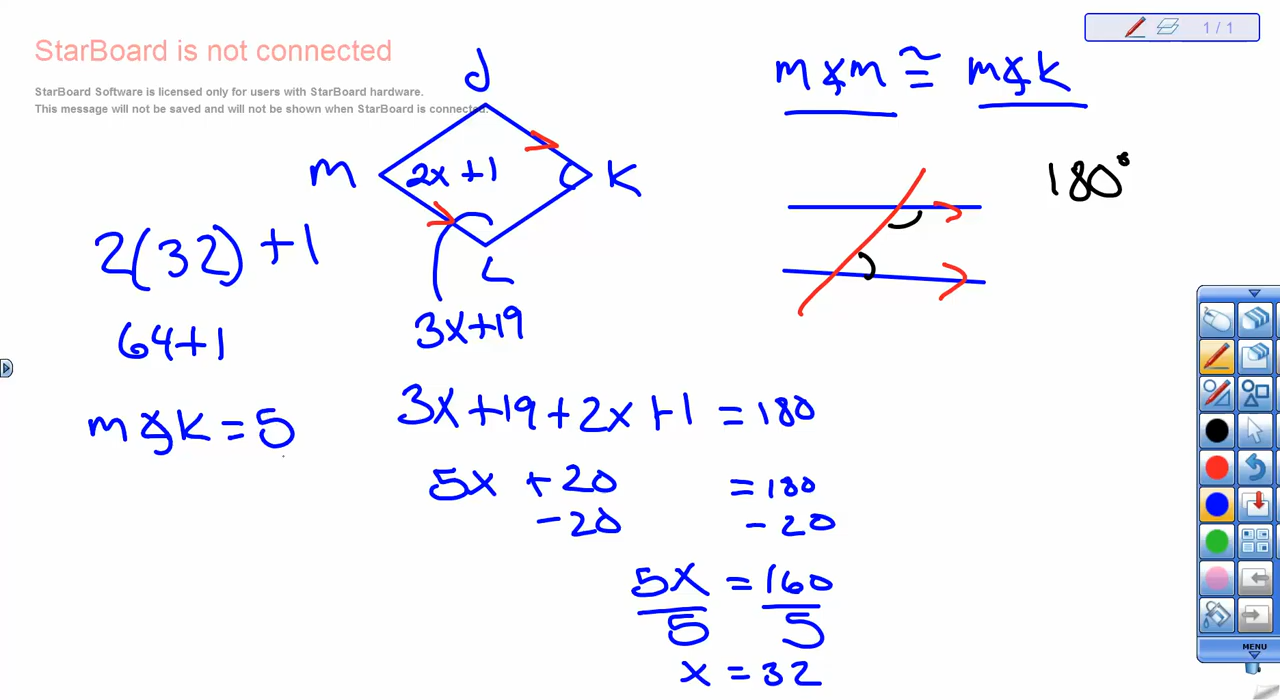 StarBoard is not connected
StarBoard Software is licensed only for users with StarBoard hardware.
This message will not be saved and will not be shown when StarBoard is connected.
1 / 1
J
m∡m ≅ m∡K
M
2x+1
K
180°
2(32)+1
L
64+1
3x+19
m∡K=5
3x+19+2x+1=180
5x+20 =180
-20 -20
5x=160
5 5
x=32
MENU